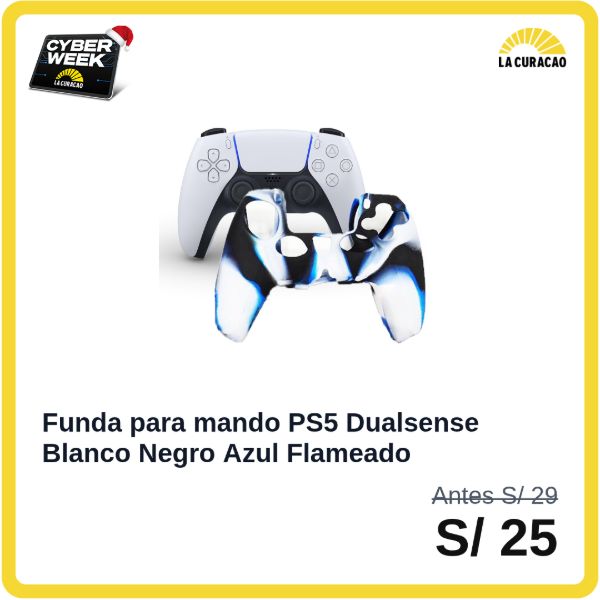 CYBER
WEEK
LA CURACAO
LA CURACAO
Funda para mando PS5 Dualsense
Blanco Negro Azul Flameado
Antes S/ 29
S/ 25